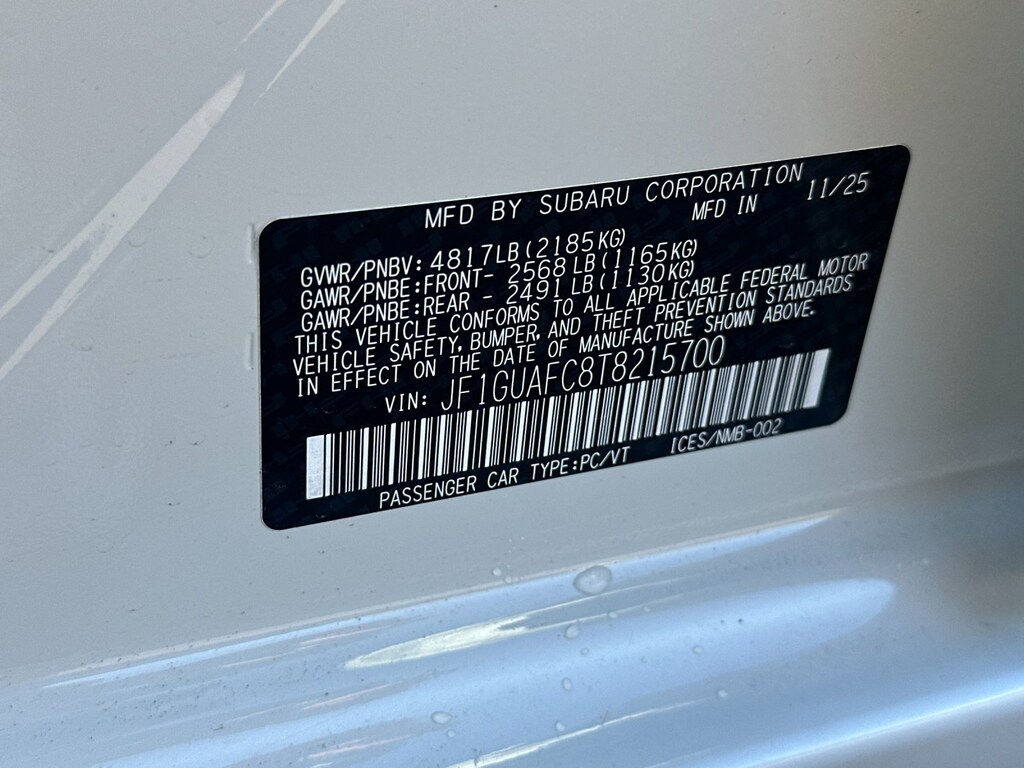 MFD BY SUBARU CORPORATION
MFD IN 11/25
GVWR/PNBV: 4817LB(2185KG)
GAWR/PNBE:FRONT- 2568LB(1165KG)
GAWR/PNBE:REAR - 2491LB(1130KG)
THIS VEHICLE CONFORMS TO ALL APPLICABLE FEDERAL MOTOR
VEHICLE SAFETY, BUMPER, AND THEFT PREVENTION STANDARDS
IN EFFECT ON THE DATE OF MANUFACTURE SHOWN ABOVE.
VIN: JF1GUAFC8T8215700
PASSENGER CAR TYPE:PC/VT ICES/NMB-002